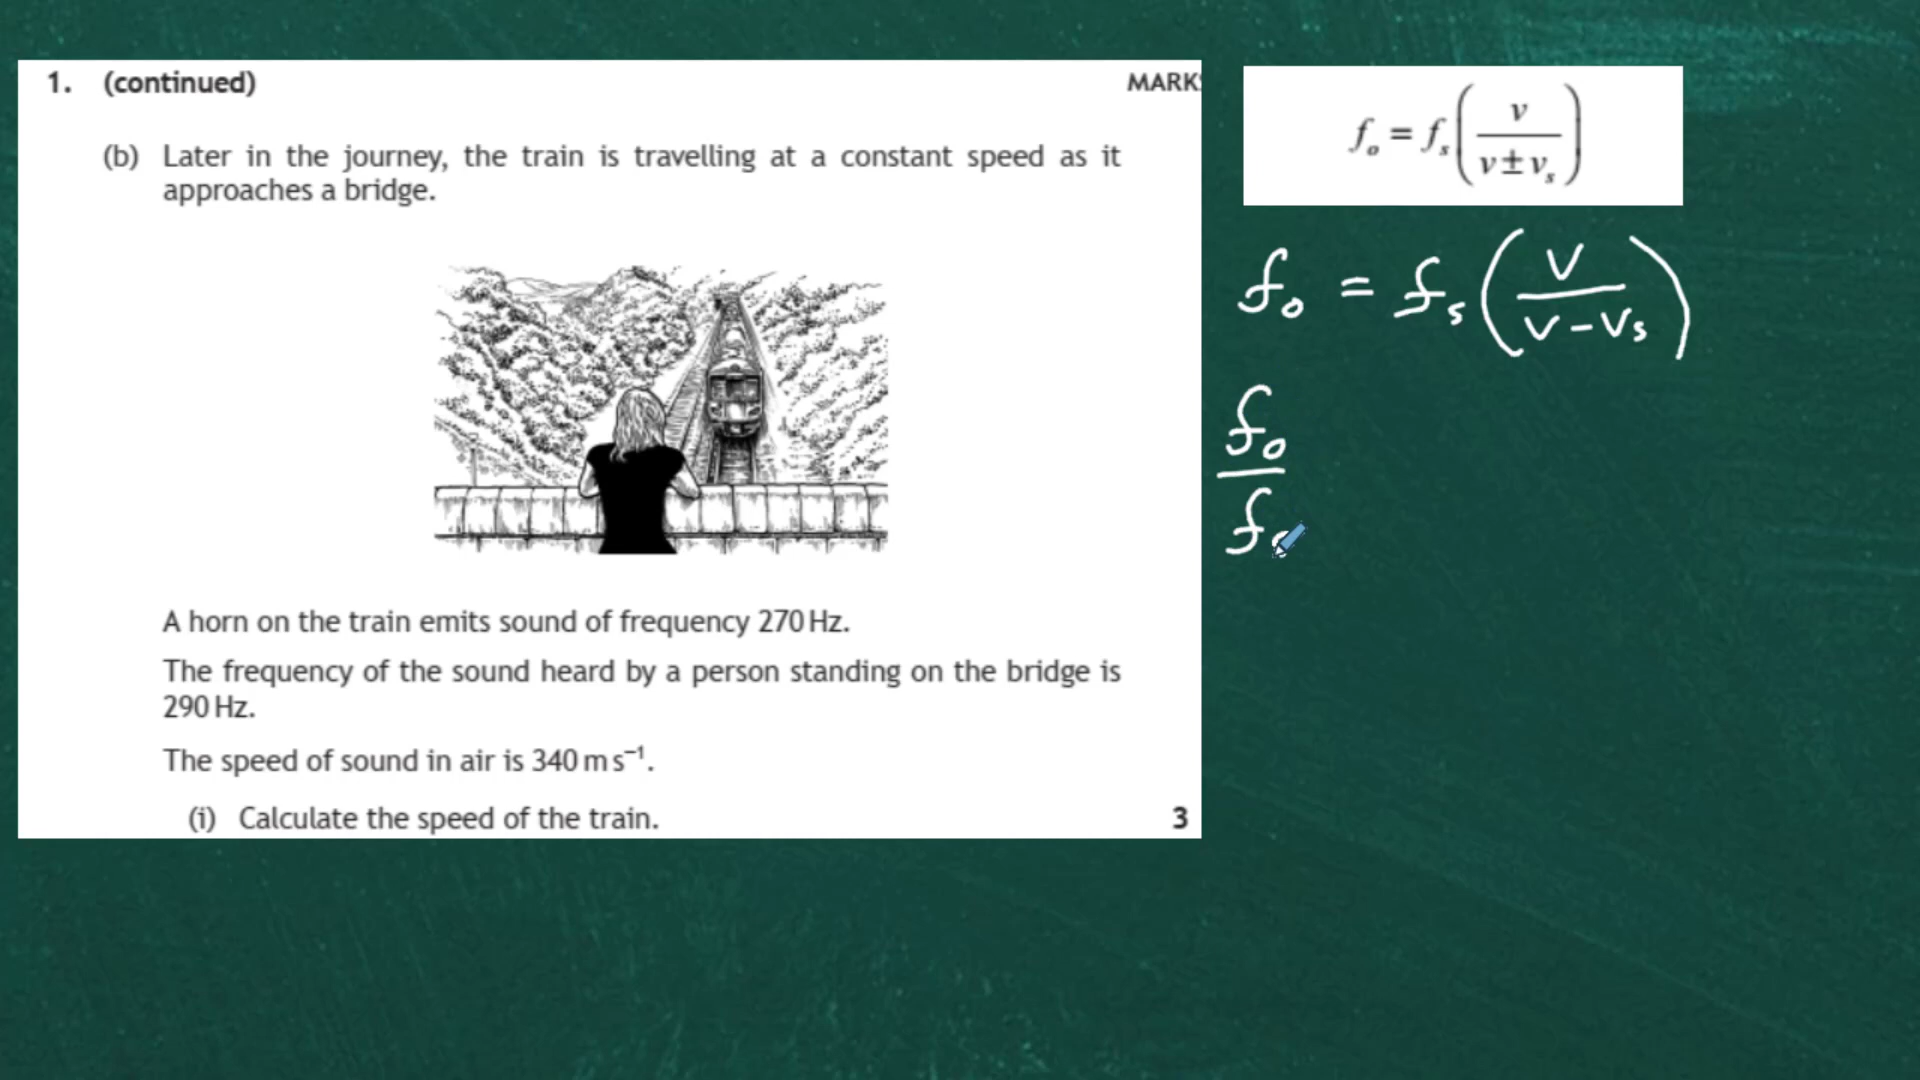 1. (continued)
MARK
(b) Later in the journey, the train is travelling at a constant speed as it
approaches a bridge.
A horn on the train emits sound of frequency 270 Hz.
The frequency of the sound heard by a person standing on the bridge is
290 Hz.
The speed of sound in air is 340 m s⁻¹.
(i) Calculate the speed of the train.
3
fₒ = fₛ(v / (v ± vₛ))
fₒ = fₛ(v / (v - vₛ))
fₒ
f